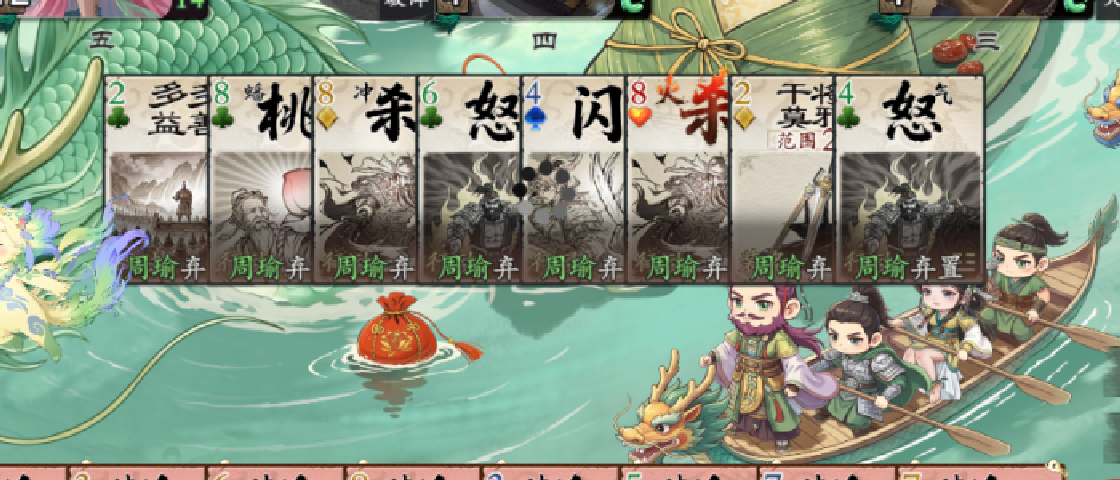 14
五
四
三
2 多多益善
8 桃
8 冲杀
6 怒
4 闪
8 火杀
2 干将莫邪
范围2
4 怒气
周瑜弃
周瑜弃
周瑜弃
周瑜弃
周瑜弃
周瑜弃
周瑜弃
周瑜弃置